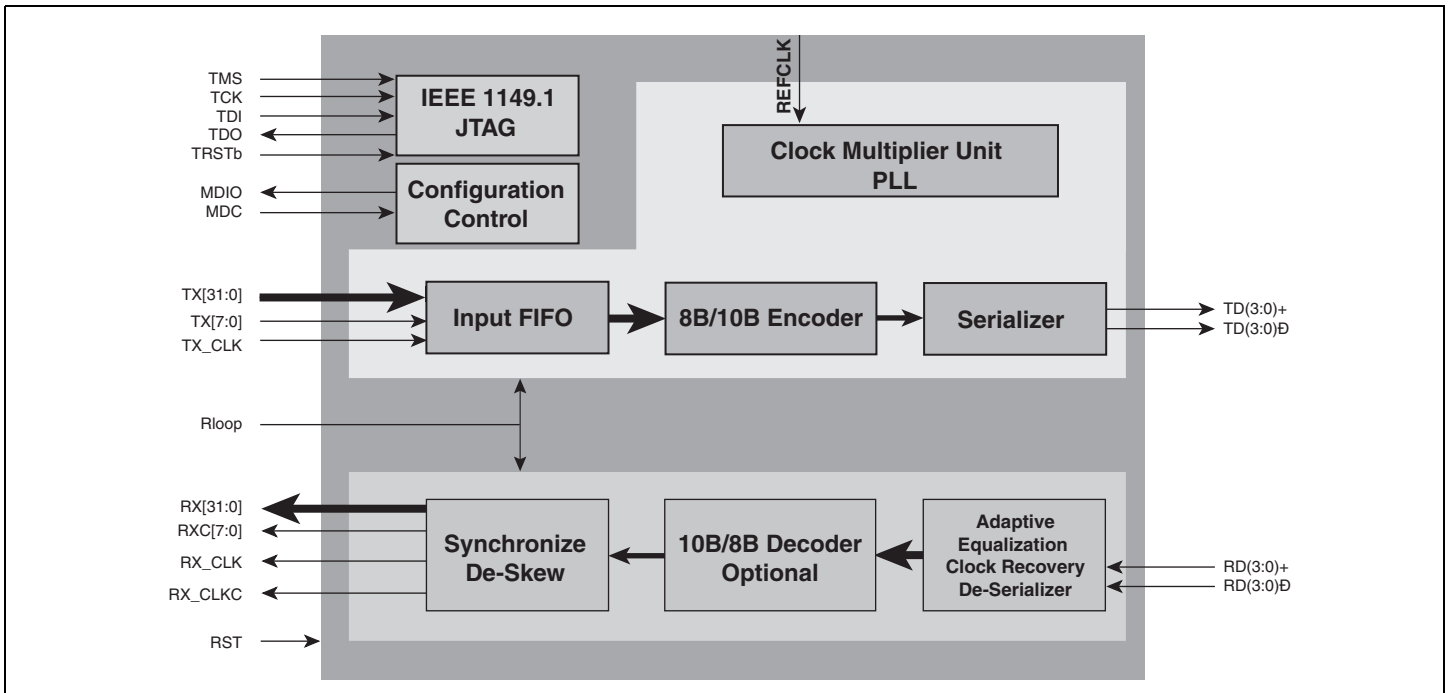 REFCLK
TMS
TCK
TDI
TDO
TRSTb
IEEE 1149.1
JTAG
Clock Multiplier Unit
PLL
MDIO
MDC
Configuration
Control
TX[31:0]
TX[7:0]
TX_CLK
Input FIFO
8B/10B Encoder
Serializer
TD(3:0)+
TD(3:0)Đ
Rloop
RX[31:0]
RXC[7:0]
RX_CLK
RX_CLKC
Synchronize
De-Skew
10B/8B Decoder
Optional
Adaptive
Equalization
Clock Recovery
De-Serializer
RD(3:0)+
RD(3:0)Đ
RST